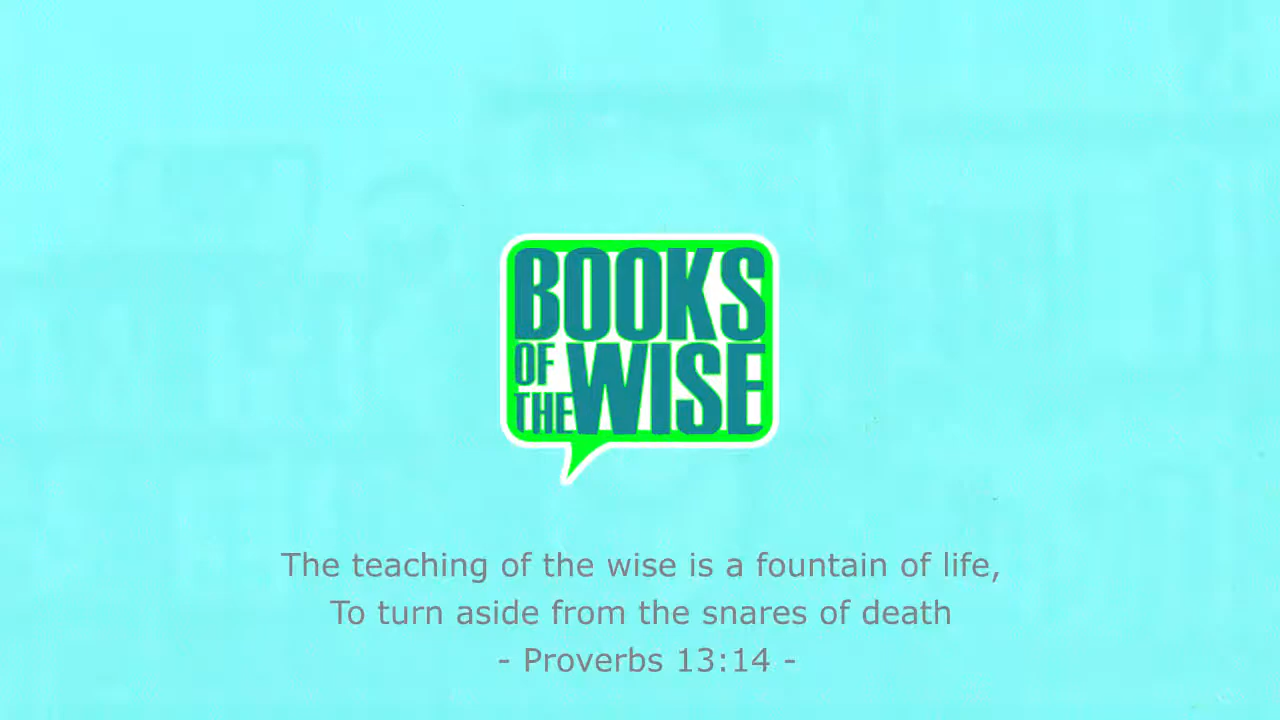 BOOKS
OF THE WISE
The teaching of the wise is a fountain of life,
To turn aside from the snares of death
- Proverbs 13:14 -